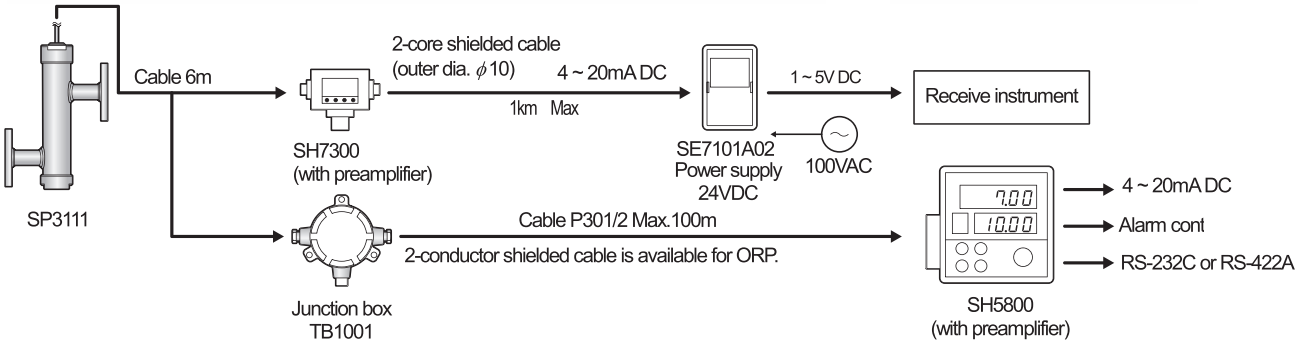 2-core shielded cable
(outer dia. ϕ10)
4 ~ 20mA DC
1 ~ 5V DC
Cable 6m
1km Max
Receive instrument
SH7300
(with preamplifier)
SE7101A02
Power supply
24VDC
100VAC
SP3111
7.00
10.00
4 ~ 20mA DC
Alarm cont
RS-232C or RS-422A
Cable P301/2 Max.100m
2-conductor shielded cable is available for ORP.
Junction box
TB1001
SH5800
(with preamplifier)